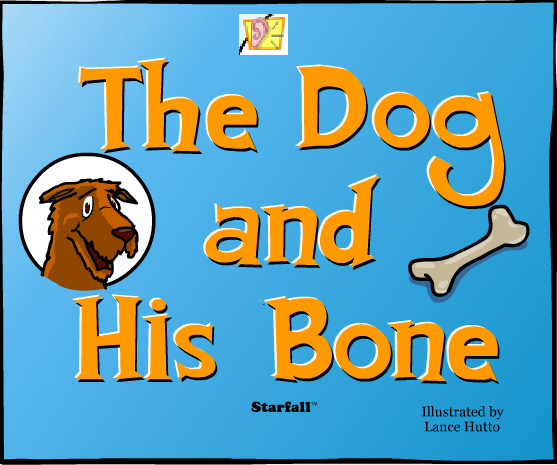 The Dog
and
His Bone
Starfall™
Illustrated by
Lance Hutto